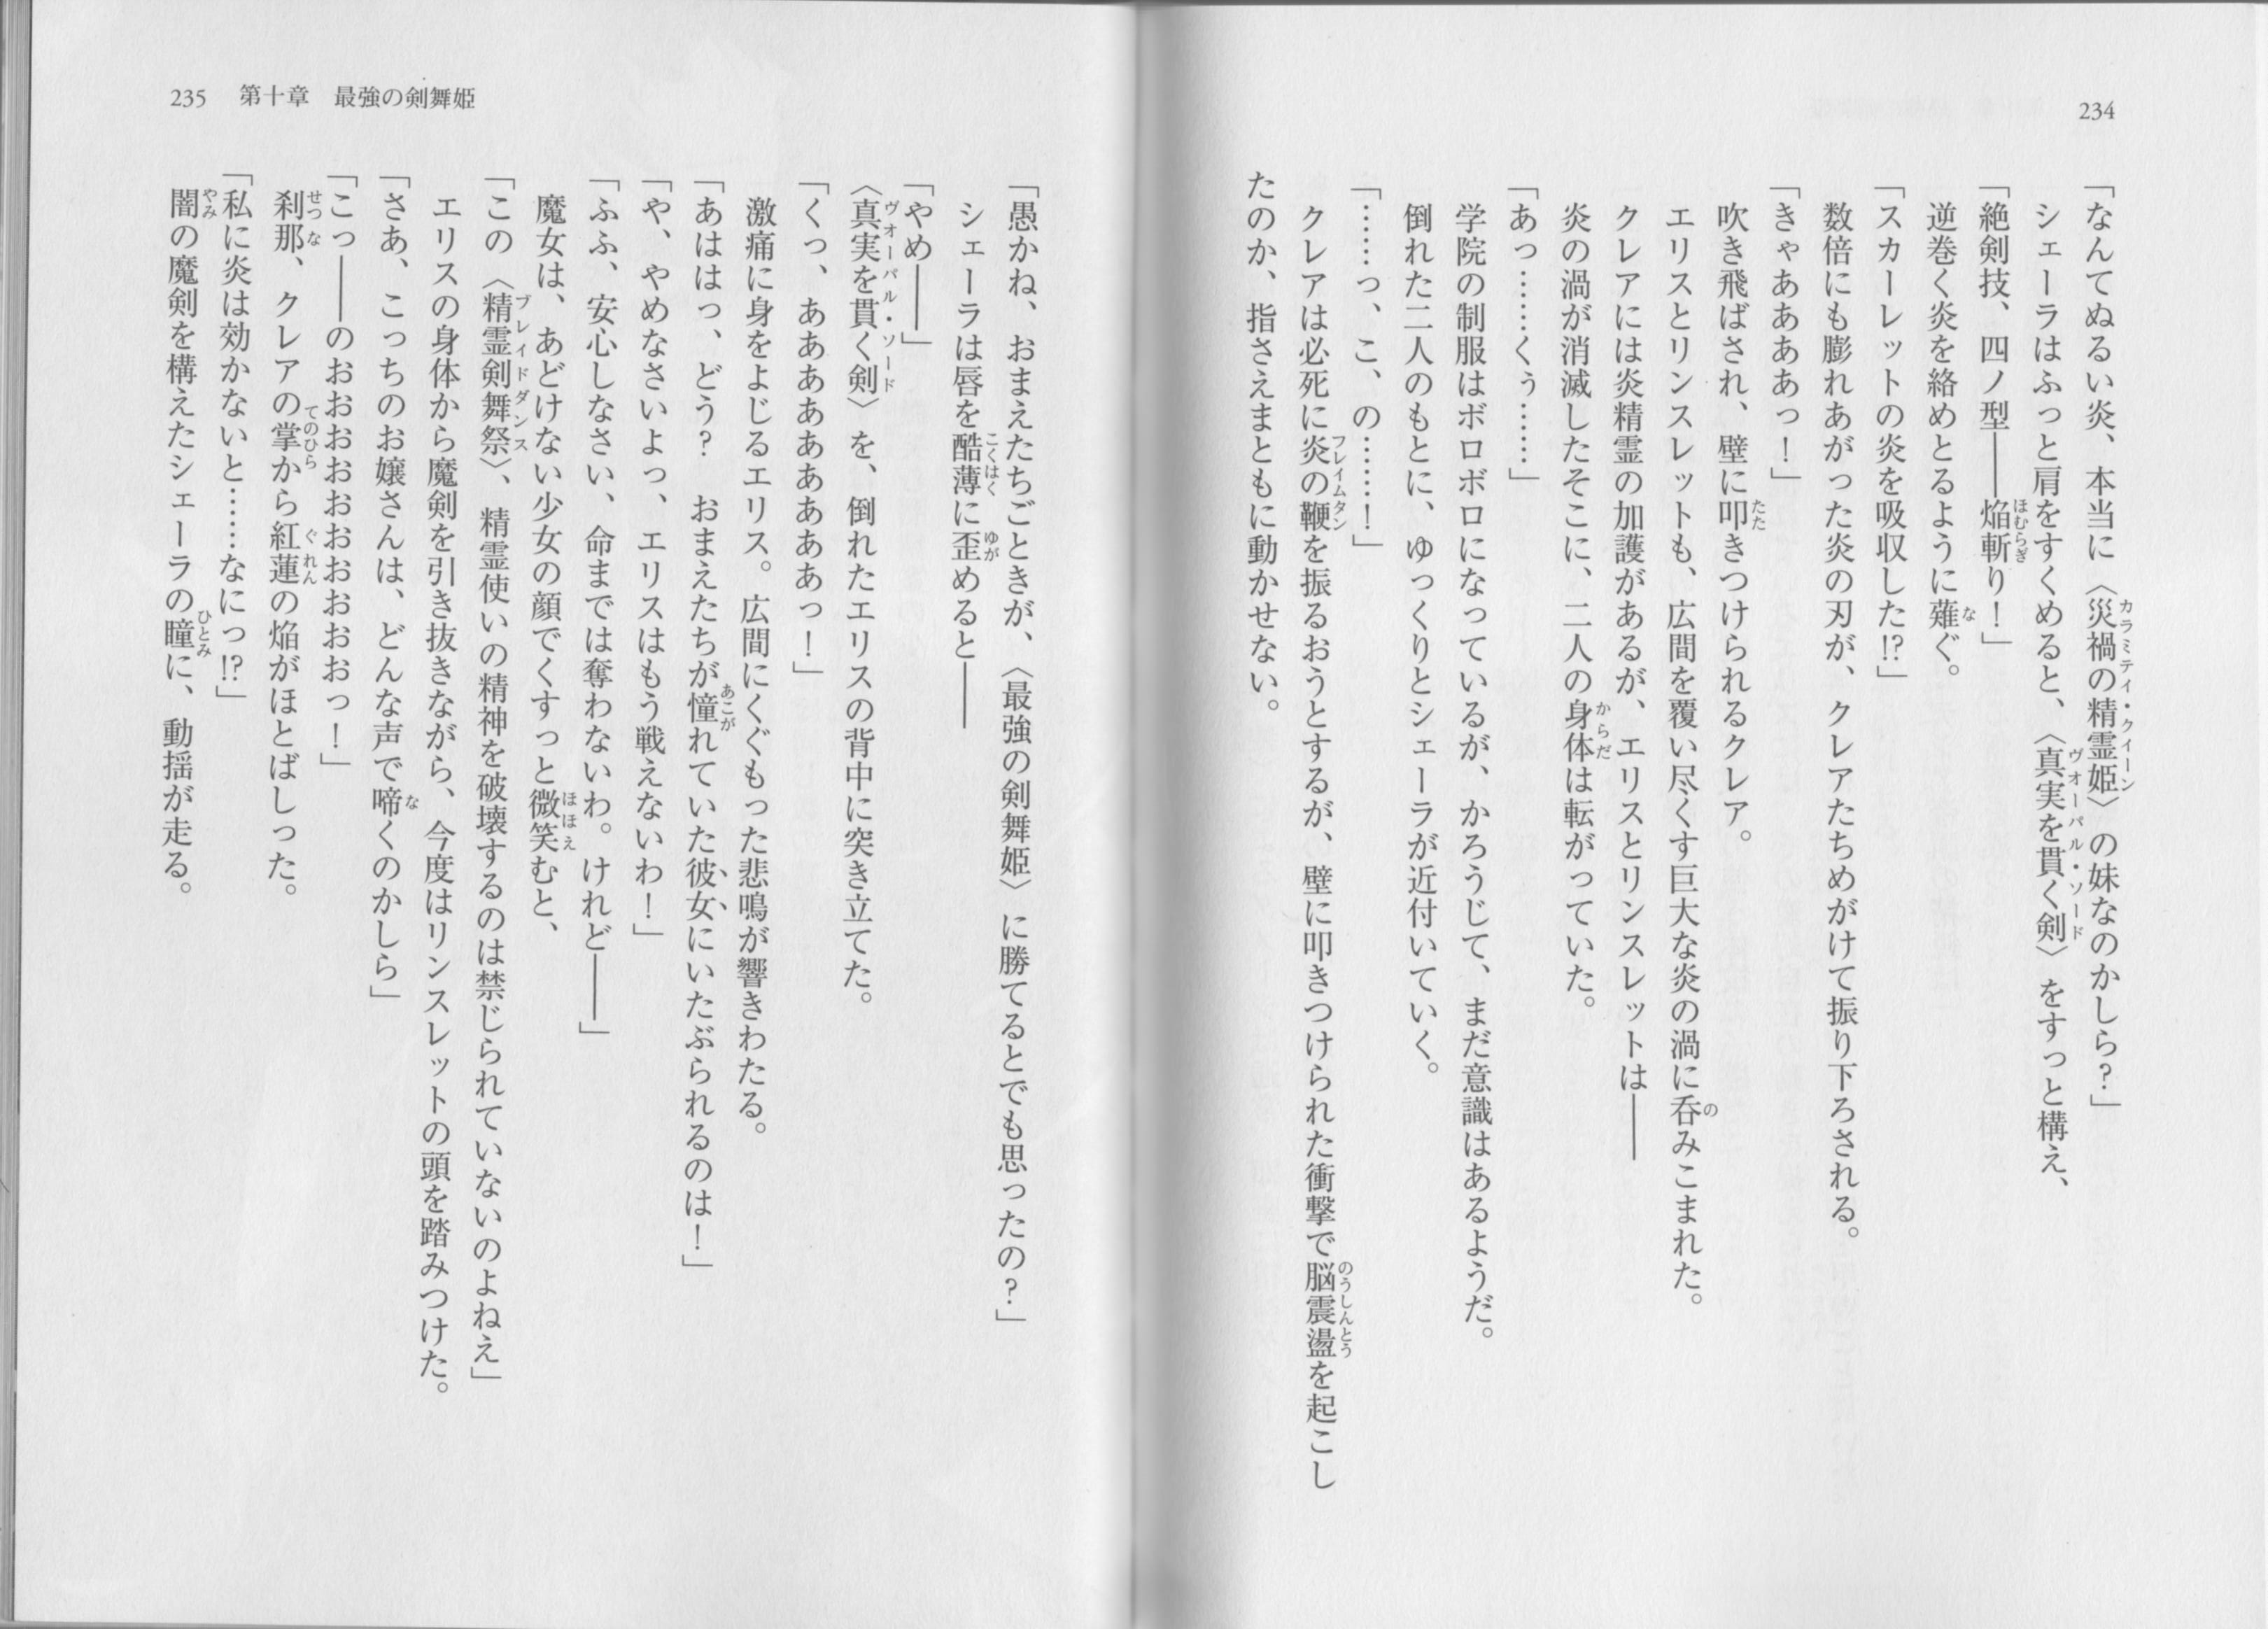 234
「なんてぬるい炎、本当に〈災禍の精霊姫〉の妹なのかしら?」
シェーラはふっと肩をすくめると、〈真実を貫く剣〉をすっと構え、
「絶剣技、四ノ型――焔斬り!」
逆巻く炎を絡めとるように薙ぐ。
「スカーレットの炎を吸収した!?」
数倍にも膨れあがった炎の刃が、クレアたちめがけて振り下ろされる。
「きゃああああっ!」
吹き飛ばされ、壁に叩きつけられるクレア。
エリスとリンスレットも、広間を覆い尽くす巨大な炎の渦に呑みこまれた。
クレアには炎精霊の加護があるが、エリスとリンスレットは――
炎の渦が消滅したそこに、二人の身体は転がっていた。
「あっ……くぅ……」
学院の制服はボロボロになっているが、かろうじて、まだ意識はあるようだ。
倒れた二人のもとに、ゆっくりとシェーラが近付いていく。
「……っ、こ、の……!」
クレアは必死に炎の鞭を振るおうとするが、壁に叩きつけられた衝撃で脳震盪を起こし
たのか、指さえまともに動かせない。
235 第十章 最強の剣舞姫
「愚かね、おまえたちごときが、〈最強の剣舞姫〉に勝てるとでも思ったの?」
シェーラは唇を酷薄に歪めると――
「やめ――」
〈真実を貫く剣〉を、倒れたエリスの背中に突き立てた。
「くっ、ああああああああああっ!」
激痛に身をよじるエリス。広間にくぐもった悲鳴が響きわたる。
「あははっ、どう? おまえたちが憧れていた彼女にいたぶられるのは!」
「や、やめなさいよっ、エリスはもう戦えないわ!」
「ふふ、安心しなさい、命までは奪わないわ。けれど――」
魔女は、あどけない少女の顔でくすっと微笑むと、
「この〈精霊剣舞祭〉、精霊使いの精神を破壊するのは禁じられていないのよねえ」
エリスの身体から魔剣を引き抜きながら、今度はリンスレットの頭を踏みつけた。
「さあ、こっちのお嬢さんは、どんな声で啼くのかしら」
「こっ――のおおおおおおおおおおっ!」
刹那、クレアの掌から紅蓮の焔がほとばしった。
「私に炎は効かないと……なにっ!?」
闇の魔剣を構えたシェーラの瞳に、動揺が走る。